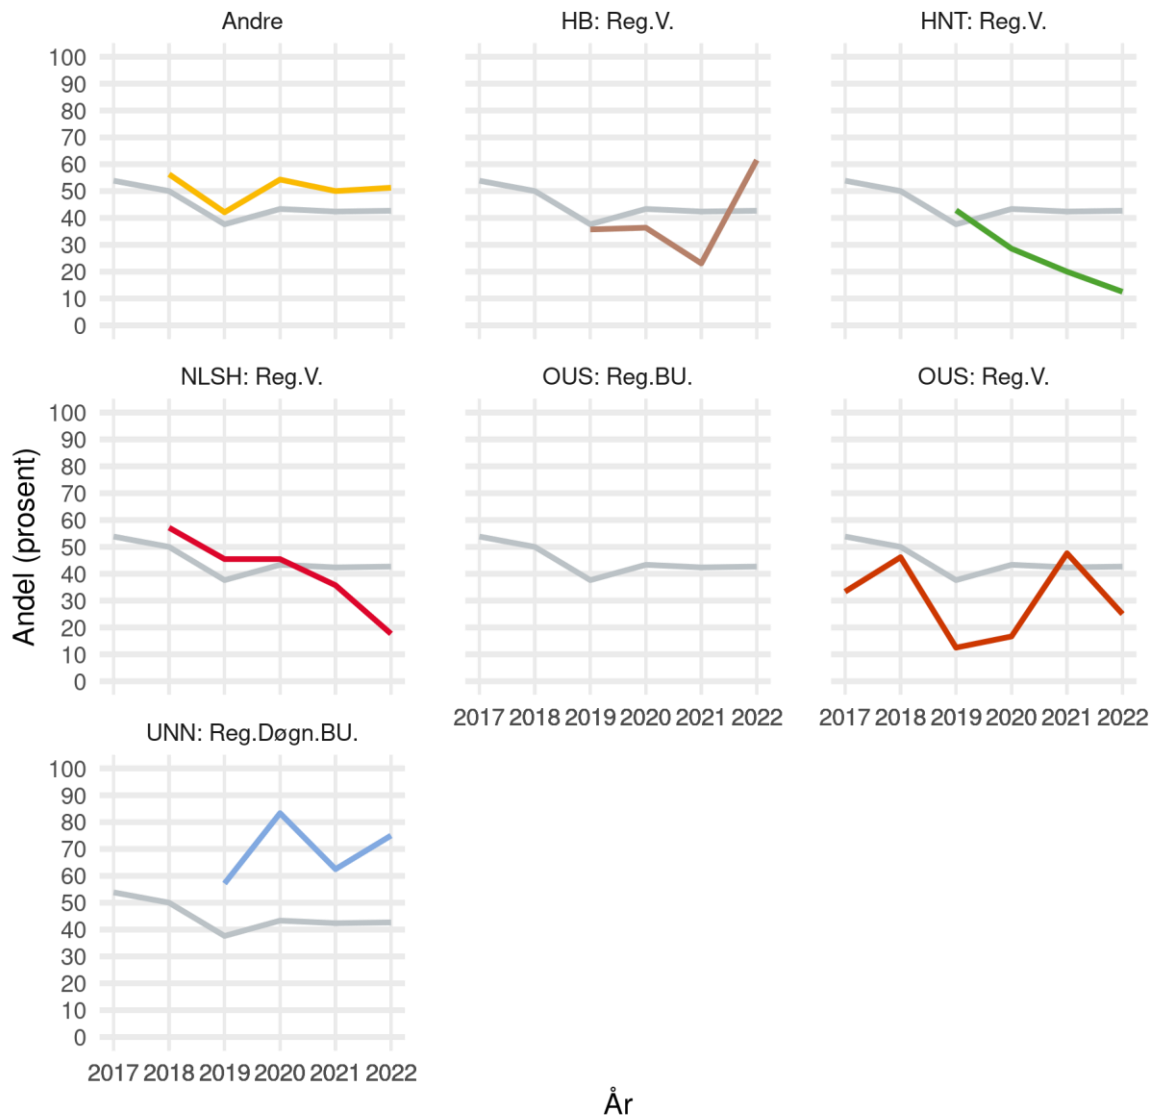 Andre
HB: Reg.V.
HNT: Reg.V.
100
90
80
70
60
50
40
30
20
10
0
NLSH: Reg.V.
OUS: Reg.BU.
OUS: Reg.V.
100
90
80
70
60
50
40
30
20
10
0
Andel (prosent)
2017 2018 2019 2020 2021 2022
2017 2018 2019 2020 2021 2022
UNN: Reg.Døgn.BU.
100
90
80
70
60
50
40
30
20
10
0
2017 2018 2019 2020 2021 2022
År